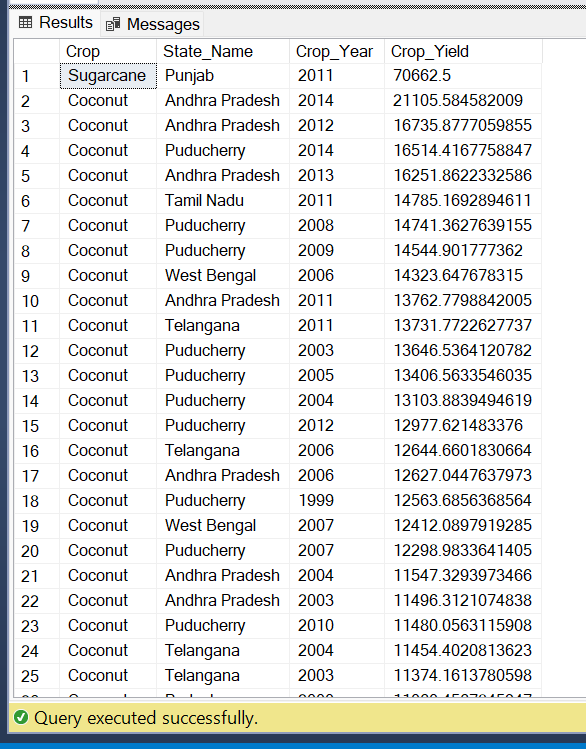 Results Messages
Crop State_Name Crop_Year Crop_Yield
1 Sugarcane Punjab 2011 70662.5
2 Coconut Andhra Pradesh 2014 21105.584582009
3 Coconut Andhra Pradesh 2012 16735.8777059855
4 Coconut Puducherry 2014 16514.4167758847
5 Coconut Andhra Pradesh 2013 16251.8622332586
6 Coconut Tamil Nadu 2011 14785.1692894611
7 Coconut Puducherry 2008 14741.3627639155
8 Coconut Puducherry 2009 14544.901777362
9 Coconut West Bengal 2006 14323.647678315
10 Coconut Andhra Pradesh 2011 13762.7798842005
11 Coconut Telangana 2011 13731.7722627737
12 Coconut Puducherry 2003 13646.5364120782
13 Coconut Puducherry 2005 13406.5633546035
14 Coconut Puducherry 2004 13103.8839494619
15 Coconut Puducherry 2012 12977.621483376
16 Coconut Telangana 2006 12644.6601830664
17 Coconut Andhra Pradesh 2006 12627.0447637973
18 Coconut Puducherry 1999 12563.6856368564
19 Coconut West Bengal 2007 12412.0897919285
20 Coconut Puducherry 2007 12298.9833641405
21 Coconut Andhra Pradesh 2004 11547.3293973466
22 Coconut Andhra Pradesh 2003 11496.3121074838
23 Coconut Puducherry 2010 11480.0563115908
24 Coconut Telangana 2004 11454.4020813623
25 Coconut Telangana 2003 11374.1613780598
Query executed successfully.